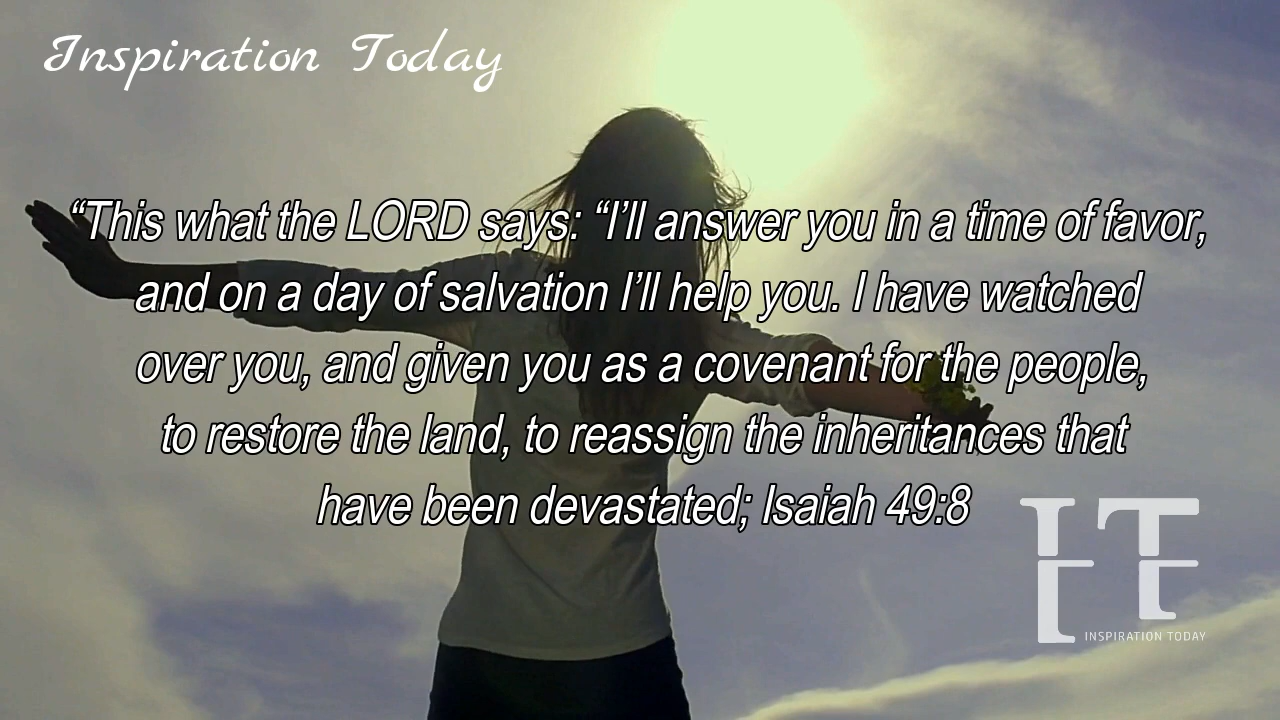 Inspiration Today
“This what the LORD says: “I’ll answer you in a time of favor,
and on a day of salvation I’ll help you. I have watched
over you, and given you as a covenant for the people,
to restore the land, to reassign the inheritances that
have been devastated; Isaiah 49:8
IT
INSPIRATION TODAY